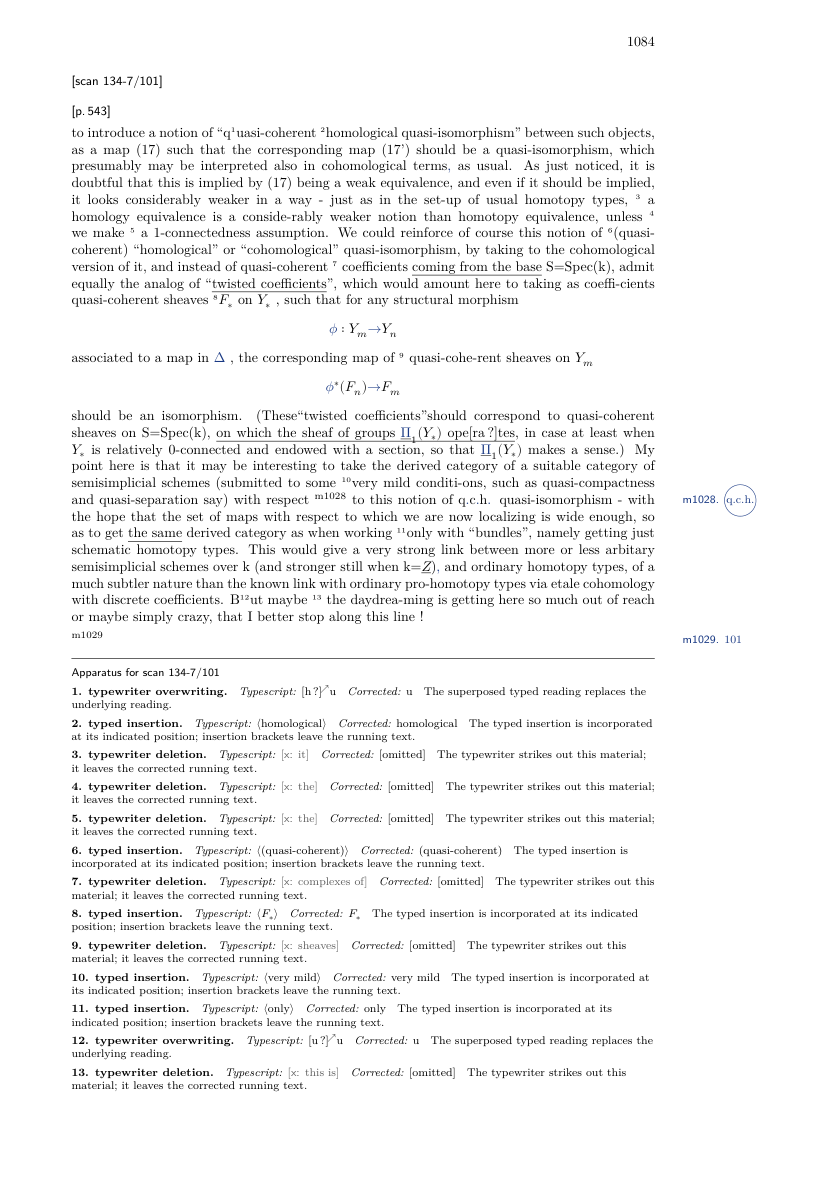 1084
[scan 134-7/101]
[p. 543]
to introduce a notion of “q¹uasi-coherent ²homological quasi-isomorphism” between such objects,
as a map (17) such that the corresponding map (17’) should be a quasi-isomorphism, which
presumably may be interpreted also in cohomological terms, as usual. As just noticed, it is
doubtful that this is implied by (17) being a weak equivalence, and even if it should be implied,
it looks considerably weaker in a way - just as in the set-up of usual homotopy types, ³ a
homology equivalence is a conside-rably weaker notion than homotopy equivalence, unless ⁴
we make ⁵ a 1-connectedness assumption. We could reinforce of course this notion of ⁶(quasi-
coherent) “homological” or “cohomological” quasi-isomorphism, by taking to the cohomological
version of it, and instead of quasi-coherent ⁷ coefficients coming from the base S=Spec(k), admit
equally the analog of “twisted coefficients”, which would amount here to taking as coeffi-cients
quasi-coherent sheaves ⁸F_* on Y_* , such that for any structural morphism
ϕ : Y_m→Y_n
associated to a map in Δ , the corresponding map of ⁹ quasi-cohe-rent sheaves on Y_m
ϕ*(F_n)→F_m
should be an isomorphism. (These“twisted coefficients”should correspond to quasi-coherent
sheaves on S=Spec(k), on which the sheaf of groups Π_1(Y_*) ope[ra ?]tes, in case at least when
Y_* is relatively 0-connected and endowed with a section, so that Π_1(Y_*) makes a sense.) My
point here is that it may be interesting to take the derived category of a suitable category of
semisimplicial schemes (submitted to some ¹⁰very mild conditi-ons, such as quasi-compactness
and quasi-separation say) with respect m1028 to this notion of q.c.h. quasi-isomorphism - with
m1028. q.c.h.
the hope that the set of maps with respect to which we are now localizing is wide enough, so
as to get the same derived category as when working ¹¹only with “bundles”, namely getting just
schematic homotopy types. This would give a very strong link between more or less arbitary
semisimplicial schemes over k (and stronger still when k=Z), and ordinary homotopy types, of a
much subtler nature than the known link with ordinary pro-homotopy types via etale cohomology
with discrete coefficients. B¹²ut maybe ¹³ the daydrea-ming is getting here so much out of reach
or maybe simply crazy, that I better stop along this line !
m1029
m1029. 101
Apparatus for scan 134-7/101
1. typewriter overwriting. Typescript: [h ?]↗u Corrected: u The superposed typed reading replaces the
underlying reading.
2. typed insertion. Typescript: ⟨homological⟩ Corrected: homological The typed insertion is incorporated
at its indicated position; insertion brackets leave the running text.
3. typewriter deletion. Typescript: [x: it] Corrected: [omitted] The typewriter strikes out this material;
it leaves the corrected running text.
4. typewriter deletion. Typescript: [x: the] Corrected: [omitted] The typewriter strikes out this material;
it leaves the corrected running text.
5. typewriter deletion. Typescript: [x: the] Corrected: [omitted] The typewriter strikes out this material;
it leaves the corrected running text.
6. typed insertion. Typescript: ⟨(quasi-coherent)⟩ Corrected: (quasi-coherent) The typed insertion is
incorporated at its indicated position; insertion brackets leave the running text.
7. typewriter deletion. Typescript: [x: complexes of] Corrected: [omitted] The typewriter strikes out this
material; it leaves the corrected running text.
8. typed insertion. Typescript: ⟨F_*⟩ Corrected: F_* The typed insertion is incorporated at its indicated
position; insertion brackets leave the running text.
9. typewriter deletion. Typescript: [x: sheaves] Corrected: [omitted] The typewriter strikes out this
material; it leaves the corrected running text.
10. typed insertion. Typescript: ⟨very mild⟩ Corrected: very mild The typed insertion is incorporated at
its indicated position; insertion brackets leave the running text.
11. typed insertion. Typescript: ⟨only⟩ Corrected: only The typed insertion is incorporated at its
indicated position; insertion brackets leave the running text.
12. typewriter overwriting. Typescript: [u ?]↗u Corrected: u The superposed typed reading replaces the
underlying reading.
13. typewriter deletion. Typescript: [x: this is] Corrected: [omitted] The typewriter strikes out this
material; it leaves the corrected running text.